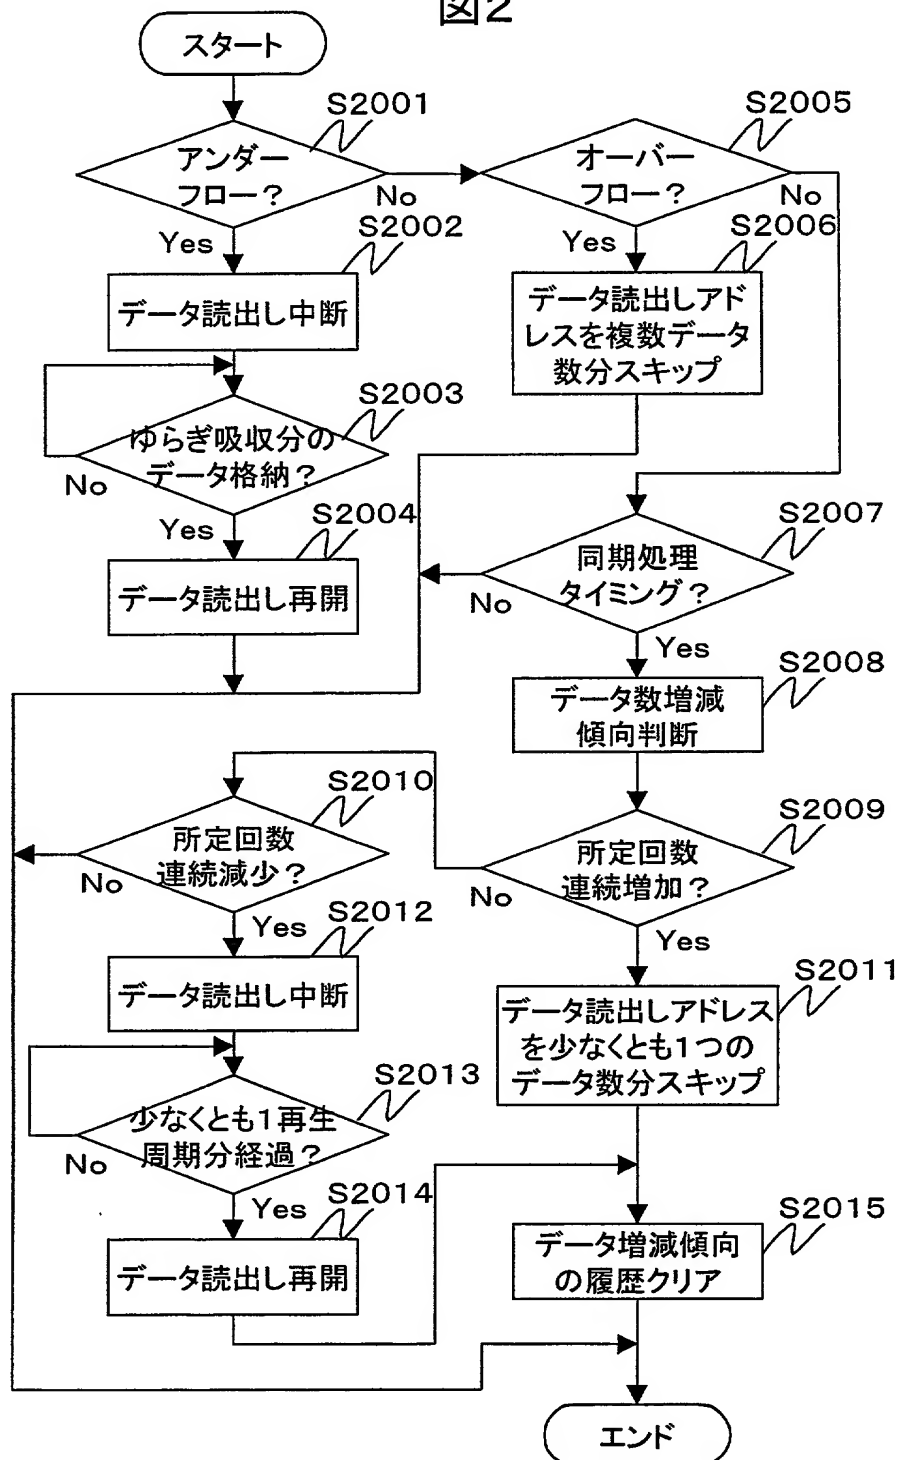 図2
スタート
S2001
アンダー
フロー?
No
Yes
S2005
オーバー
フロー?
No
Yes
S2002
データ読出し中断
S2006
データ読出しアド
レスを複数データ
数分スキップ
S2003
ゆらぎ吸収分の
データ格納?
No
Yes
S2004
データ読出し再開
S2007
同期処理
タイミング?
No
Yes
S2008
データ数増減
傾向判断
S2009
所定回数
連続増加?
No
Yes
S2010
所定回数
連続減少?
No
Yes
S2012
データ読出し中断
S2011
データ読出しアドレス
を少なくとも1つの
データ数分スキップ
S2013
少なくとも1再生
周期分経過?
No
Yes
S2014
データ読出し再開
S2015
データ増減傾向
の履歴クリア
エンド